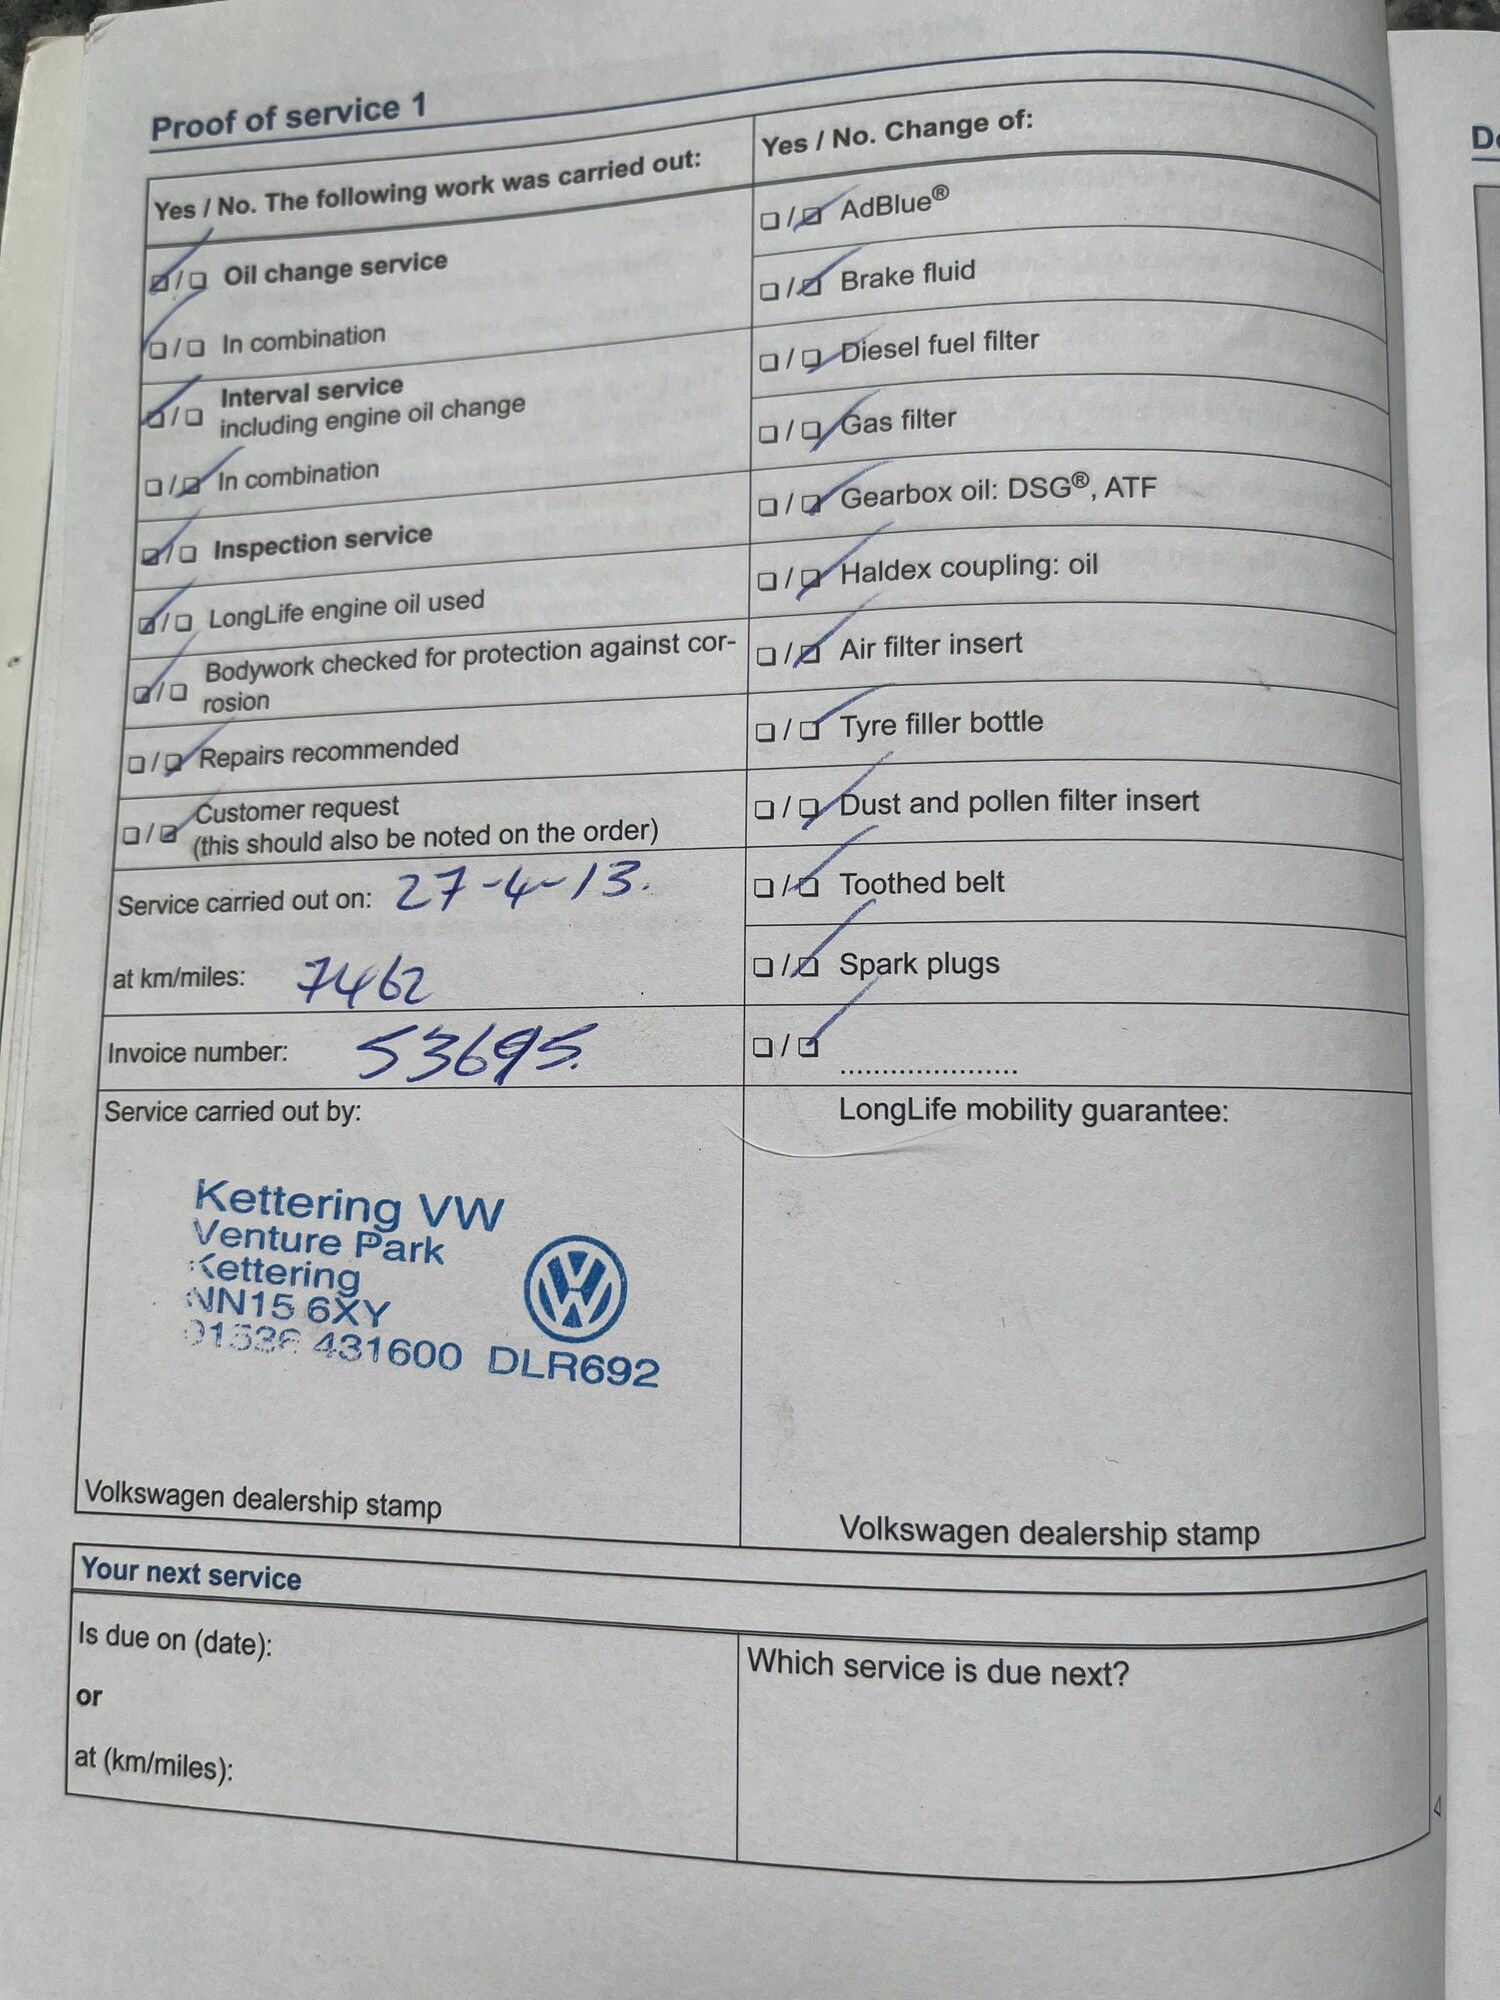 Proof of service 1
Yes / No. The following work was carried out:
Oil change service
In combination
Interval service
including engine oil change
In combination
Inspection service
LongLife engine oil used
Bodywork checked for protection against cor-
rosion
Repairs recommended
Customer request
(this should also be noted on the order)
Service carried out on: 27-4-13.
at km/miles: 7462
Invoice number: 53695.
Service carried out by:
Kettering VW
Venture Park
Kettering
NN15 6XY
431600 DLR692
Volkswagen dealership stamp
Yes / No. Change of:
AdBlue®
Brake fluid
Diesel fuel filter
Gas filter
Gearbox oil: DSG®, ATF
Haldex coupling: oil
Air filter insert
Tyre filler bottle
Dust and pollen filter insert
Toothed belt
Spark plugs
.....................
LongLife mobility guarantee:
Volkswagen dealership stamp
Your next service
Is due on (date):
or
at (km/miles):
Which service is due next?